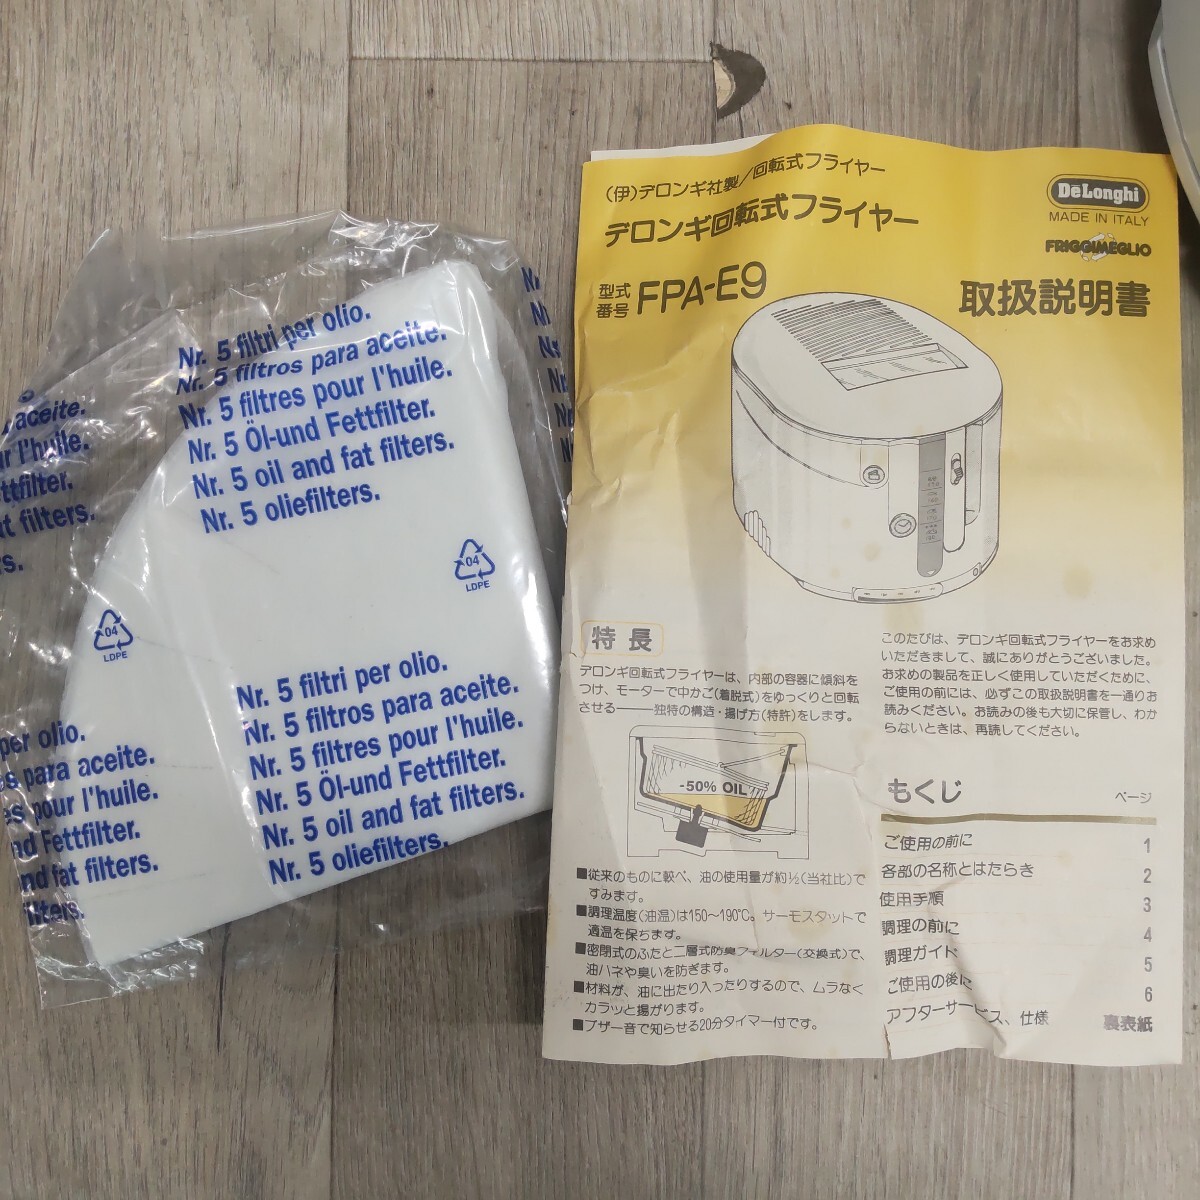 Nr. 5 filtri per olio.
Nr. 5 filtros para aceite.
Nr. 5 filtres pour l'huile.
Nr. 5 Öl-und Fettfilter.
Nr. 5 oil and fat filters.
Nr. 5 oliefilters.
04
LDPE
04
LDPE
Nr. 5 filtri per olio.
Nr. 5 filtros para aceite.
Nr. 5 filtres pour l'huile.
Nr. 5 Öl-und Fettfilter.
Nr. 5 oil and fat filters.
Nr. 5 oliefilters.
aceite.
l'huile.
filters.
per olio.
para aceite.
pour l'huile.
Fettfilter.
fat filters.
(伊)デロンギ社製/回転式フライヤー
デロンギ回転式フライヤー
型式
番号 FPA-E9
DeLonghi
MADE IN ITALY
FRIGGIMEGLIO
取扱説明書
特長
デロンギ回転式フライヤーは、内部の容器に傾斜を
つけ、モーターで中かご(着脱式)をゆっくりと回転
させる——独特の構造・揚げ方(特許)をします。
-50% OIL
■従来のものに較べ、油の使用量が約½(当社比)で
すみます。
■調理温度(油温)は150〜190℃。サーモスタットで
適温を保ちます。
■密閉式のふたと二層式防臭フィルター(交換式)で、
油ハネや臭いを防ぎます。
■材料が、油に出たり入ったりするので、ムラなく
カラッと揚がります。
■ブザー音で知らせる20分タイマー付です。
このたびは、デロンギ回転式フライヤーをお求め
いただきまして、誠にありがとうございました。
お求めの製品を正しく使用していただくために、
ご使用の前には、必ずこの取扱説明書を一通りお
読みください。お読みの後も大切に保管し、わか
らないときは、再読してください。
もくじ ページ
ご使用の前に 1
各部の名称とはたらき 2
使用手順 3
調理の前に 4
調理ガイド 5
ご使用の後に 6
アフターサービス、仕様 裏表紙